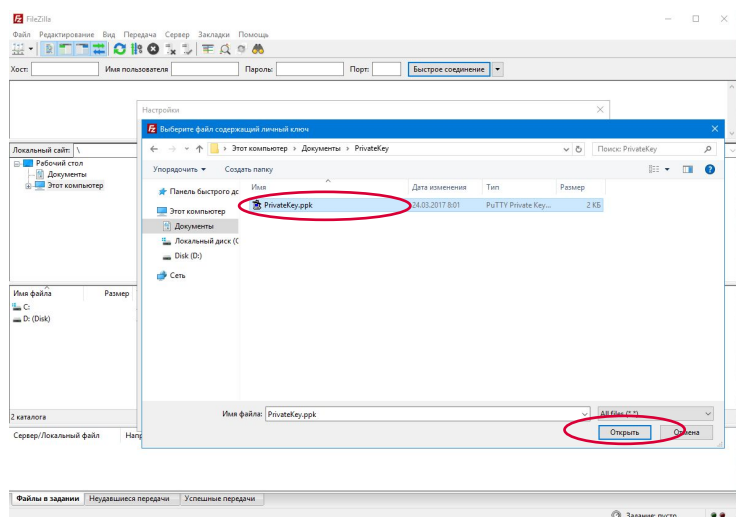 FileZilla
Файл Редактирование Вид Передача Сервер Закладки Помощь
Хост: Имя пользователя Пароль: Порт: Быстрое соединение
Настройки
Выберите файл содержащий личный ключ
Локальный сайт: \
Этот компьютер › Документы › PrivateKey
Поиск: PrivateKey
Рабочий стол
Документы
Этот компьютер
Упорядочить Создать папку
Имя Дата изменения Тип Размер
Панель быстрого до
PrivateKey.ppk 24.03.2017 8:01 PuTTY Private Key... 2 КБ
Этот компьютер
Документы
Локальный диск (C
Disk (D:)
Сеть
Имя файла Размер
C:
D: (Disk)
Имя файла: PrivateKey.ppk All files (*.*)
Открыть Отмена
2 каталога
Сервер/Локальный файл Напр
Файлы в задании Неудавшиеся передачи Успешные передачи
Задание: пусто